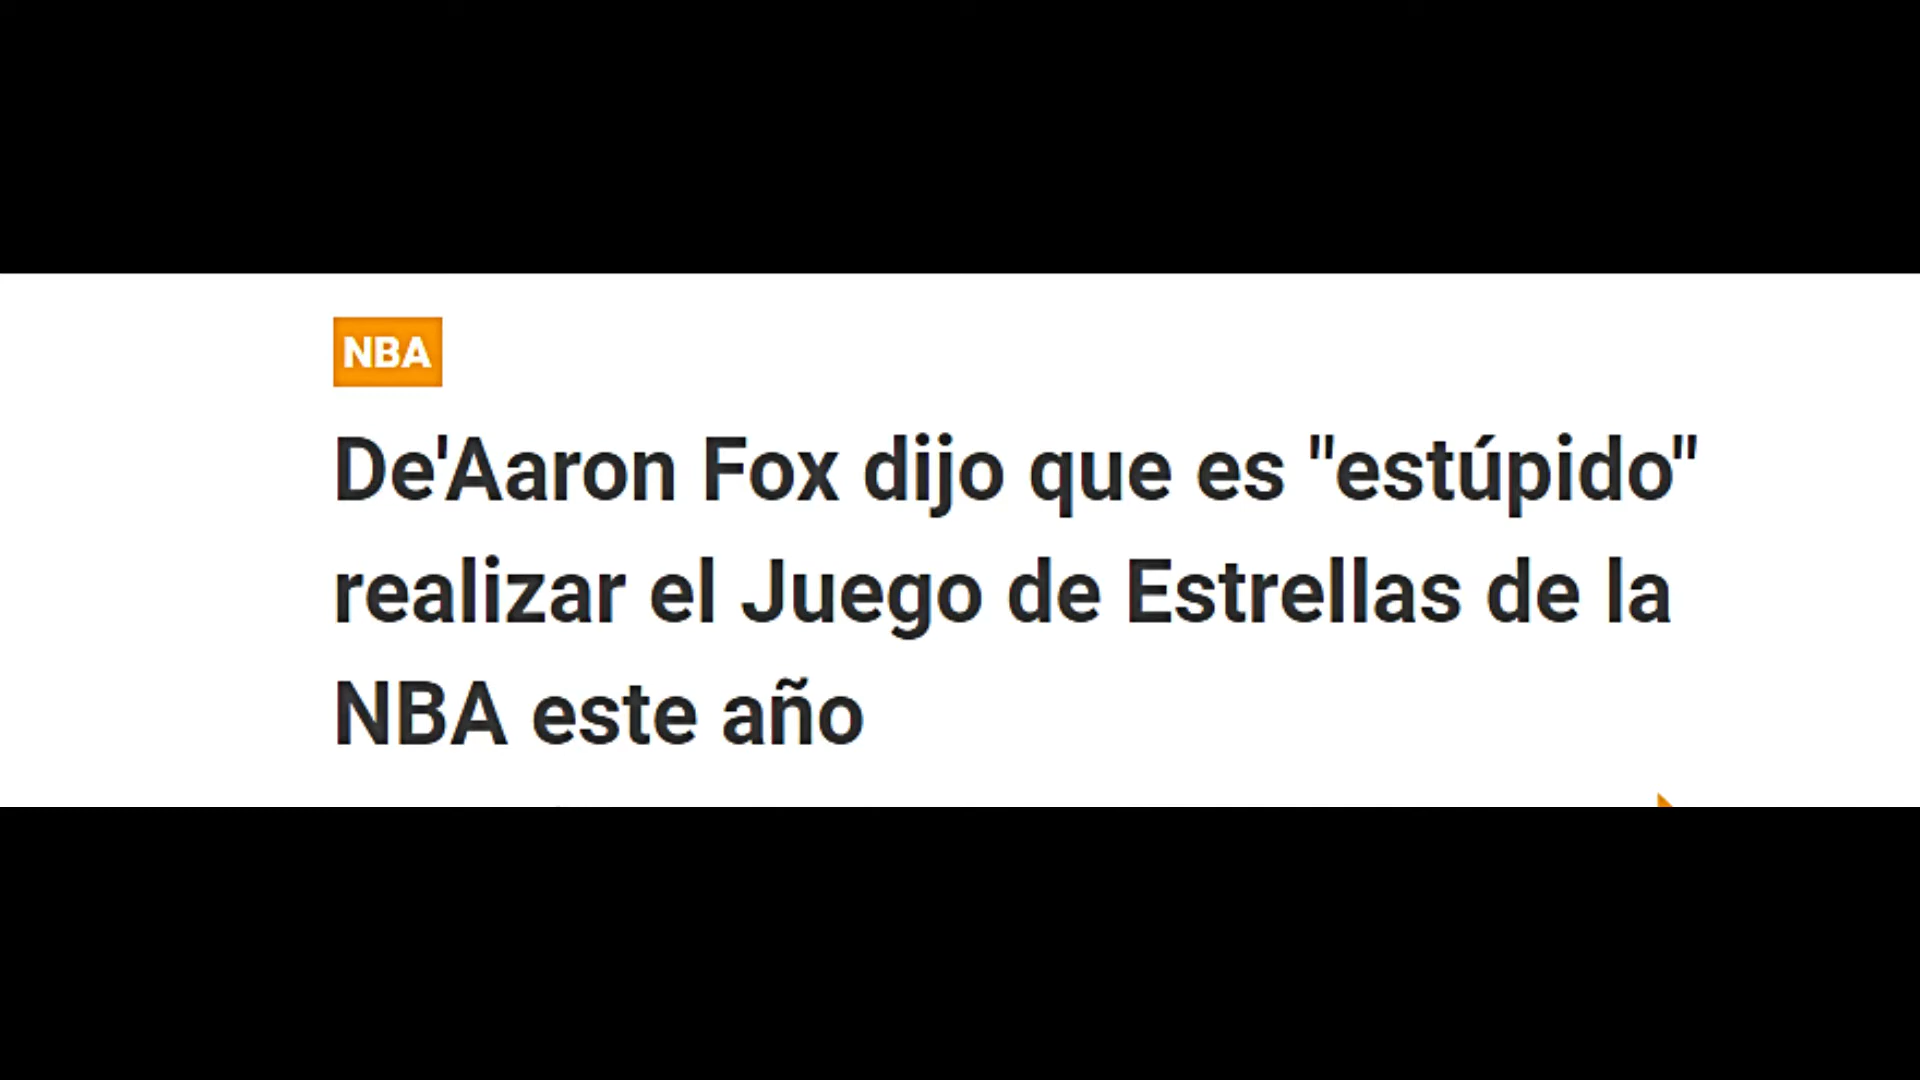 NBA
De'Aaron Fox dijo que es "estúpido"
realizar el Juego de Estrellas de la
NBA este año